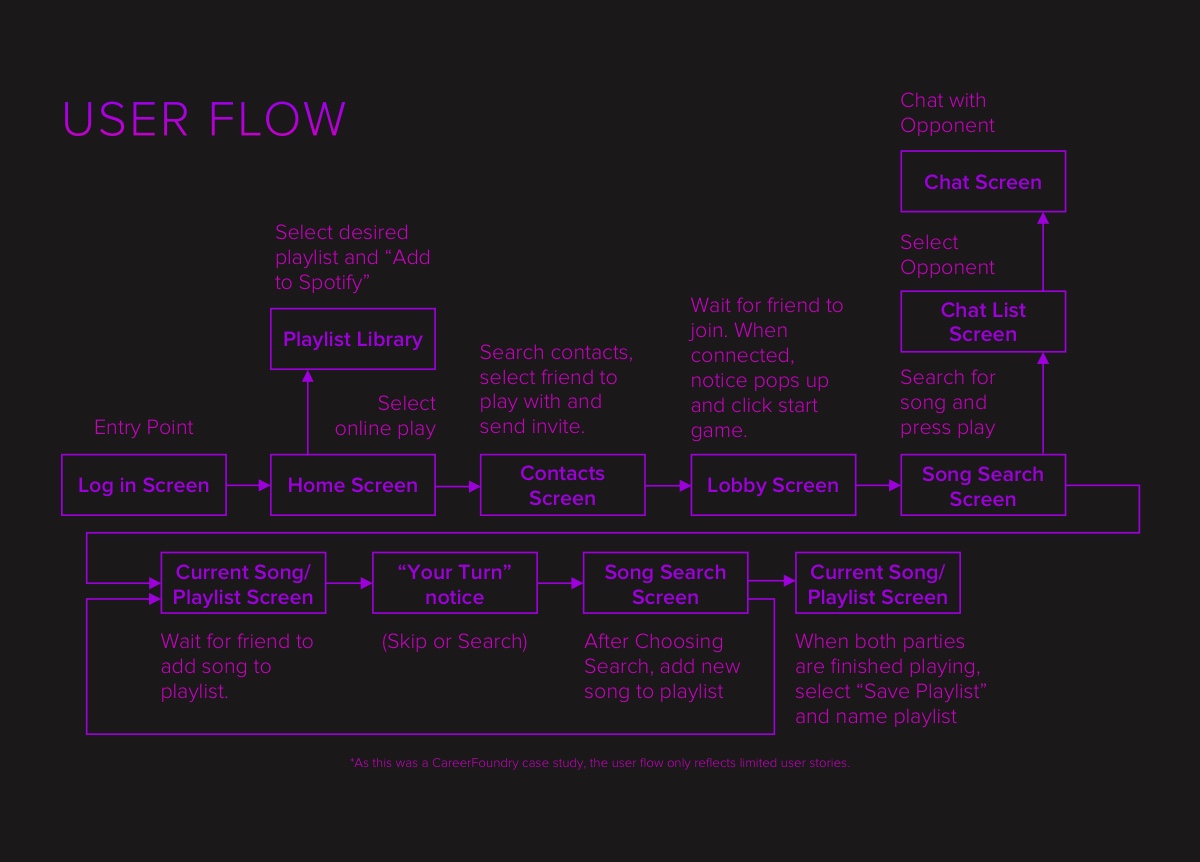 USER FLOW
Chat with
Opponent
Chat Screen
Select
Opponent
Chat List
Screen
Search for
song and
press play
Select desired
playlist and “Add
to Spotify”
Playlist Library
Select
online play
Search contacts,
select friend to
play with and
send invite.
Wait for friend to
join. When
connected,
notice pops up
and click start
game.
Entry Point
Log in Screen
Home Screen
Contacts
Screen
Lobby Screen
Song Search
Screen
Current Song/
Playlist Screen
Wait for friend to
add song to
playlist.
“Your Turn”
notice
(Skip or Search)
Song Search
Screen
After Choosing
Search, add new
song to playlist
Current Song/
Playlist Screen
When both parties
are finished playing,
select “Save Playlist”
and name playlist
*As this was a CareerFoundry case study, the user flow only reflects limited user stories.